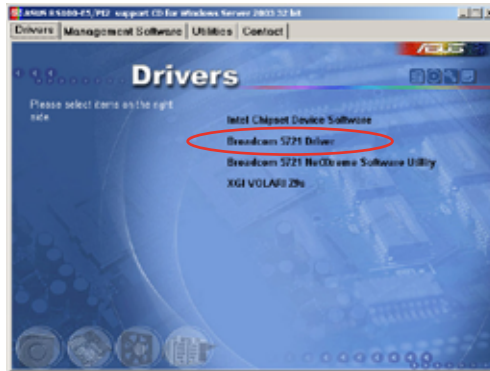 ASUS RS100-E5/PI2 support CD for Windows Server 2003 32 bit
Drivers Management Software Utilities Contact
Drivers
Please select items on the right side
Intel Chipset Device Software
Broadcom 5721 Driver
Broadcom 5721 NetXtreme Software Utility
XGI VOLARI Z9s